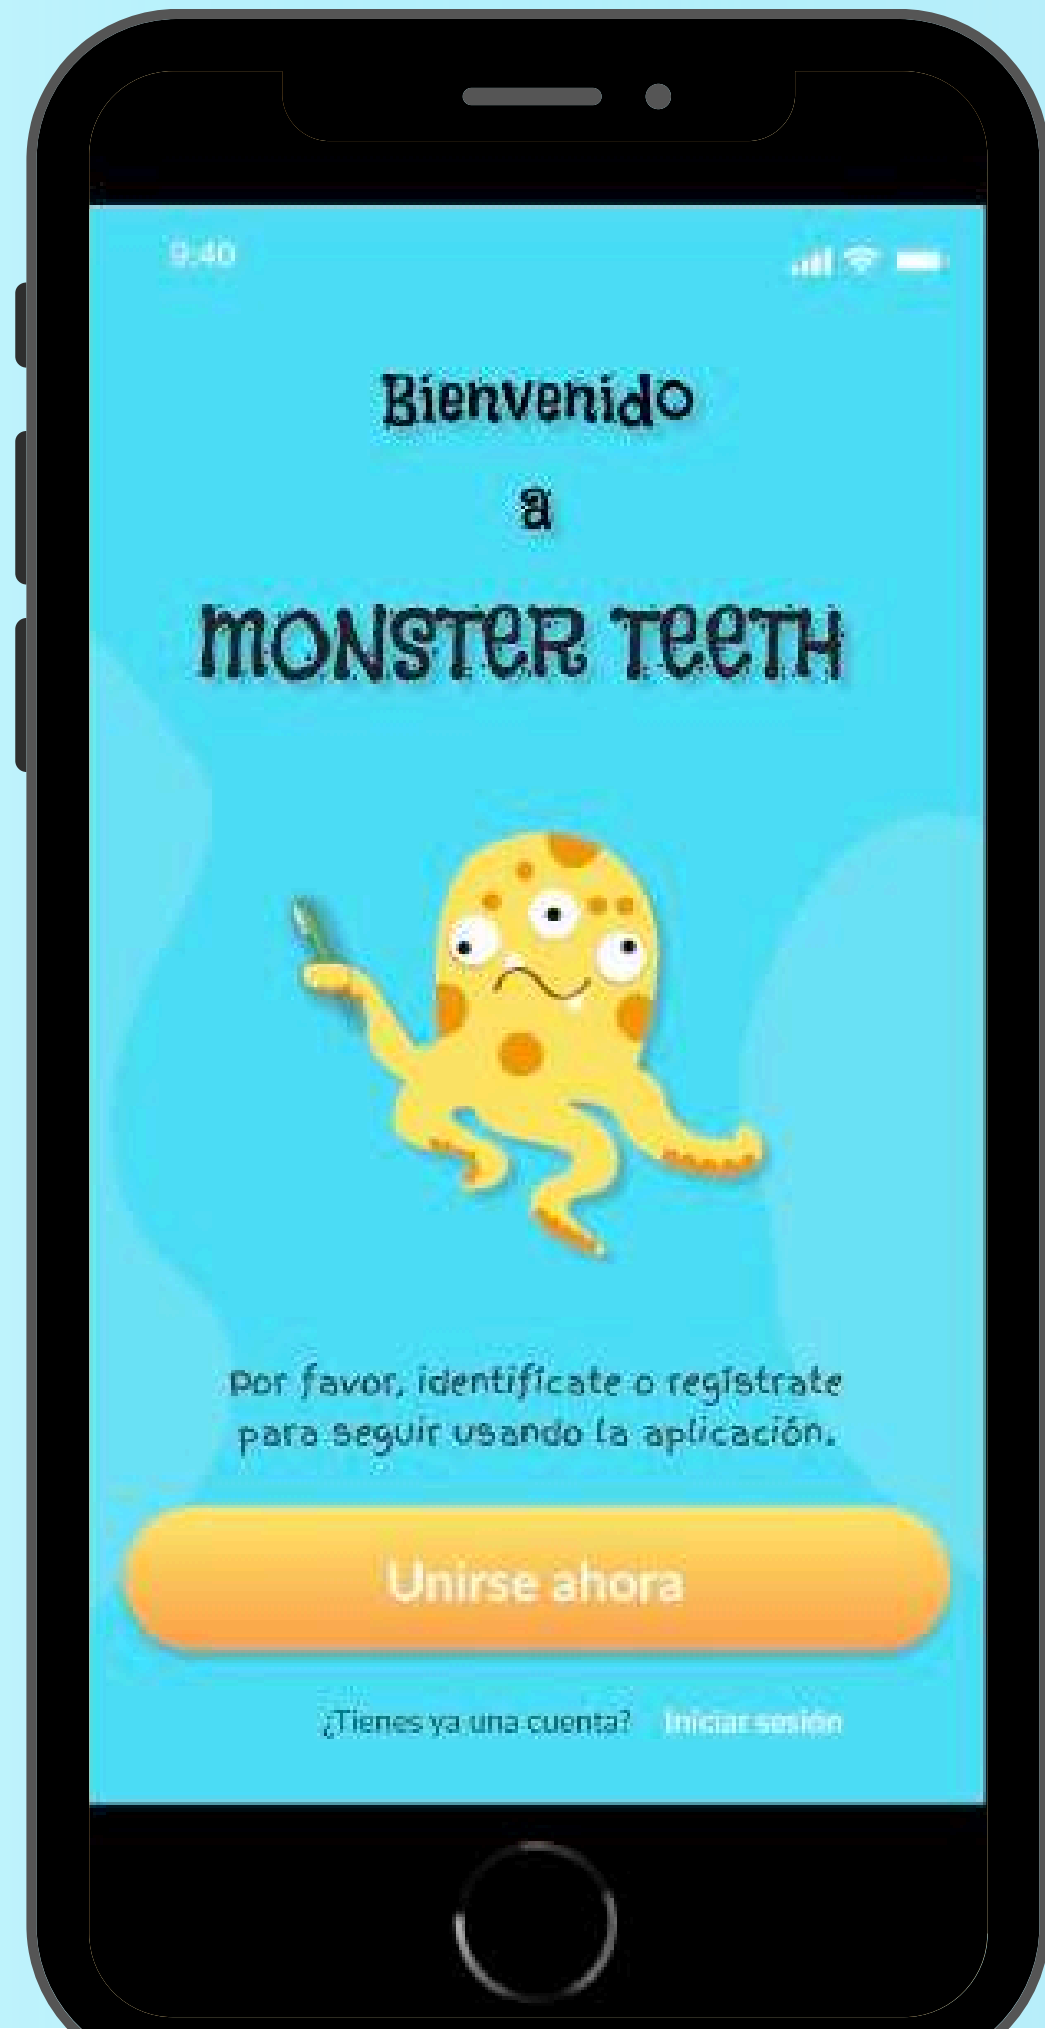 9:40
Bienvenido
a
MONSTER TEETH
Por favor, identifícate o regístrate
para seguir usando la aplicación.
Unirse ahora
¿Tienes ya una cuenta? Iniciar sesión